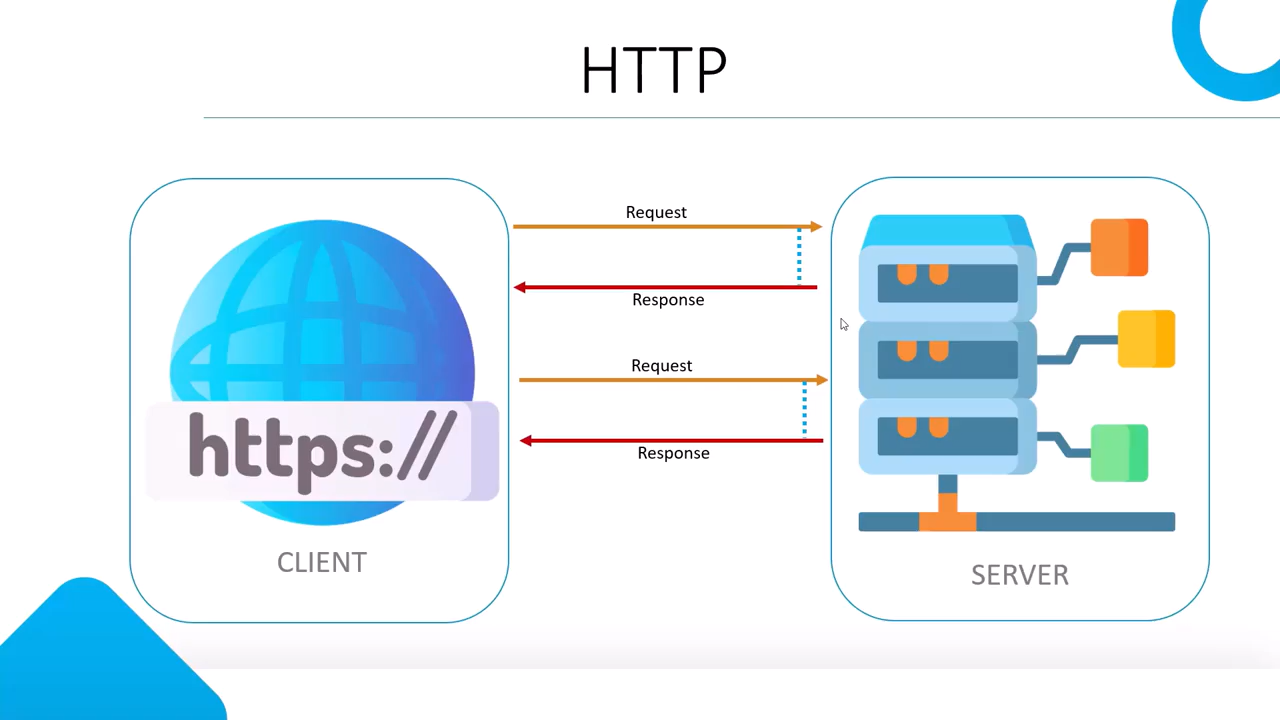 HTTP
Request
Response
Request
Response
https://
CLIENT
SERVER